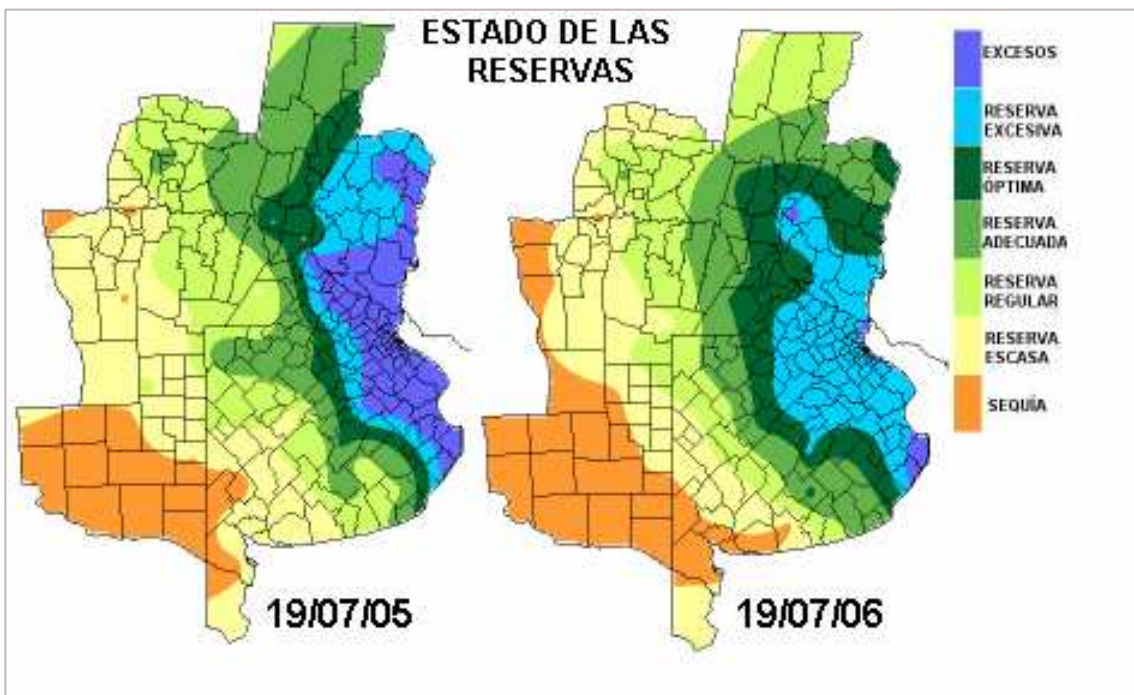 ESTADO DE LAS
RESERVAS
EXCESOS
RESERVA
EXCESIVA
RESERVA
ÓPTIMA
RESERVA
ADECUADA
RESERVA
REGULAR
RESERVA
ESCASA
SEQUÍA
19/07/05
19/07/06